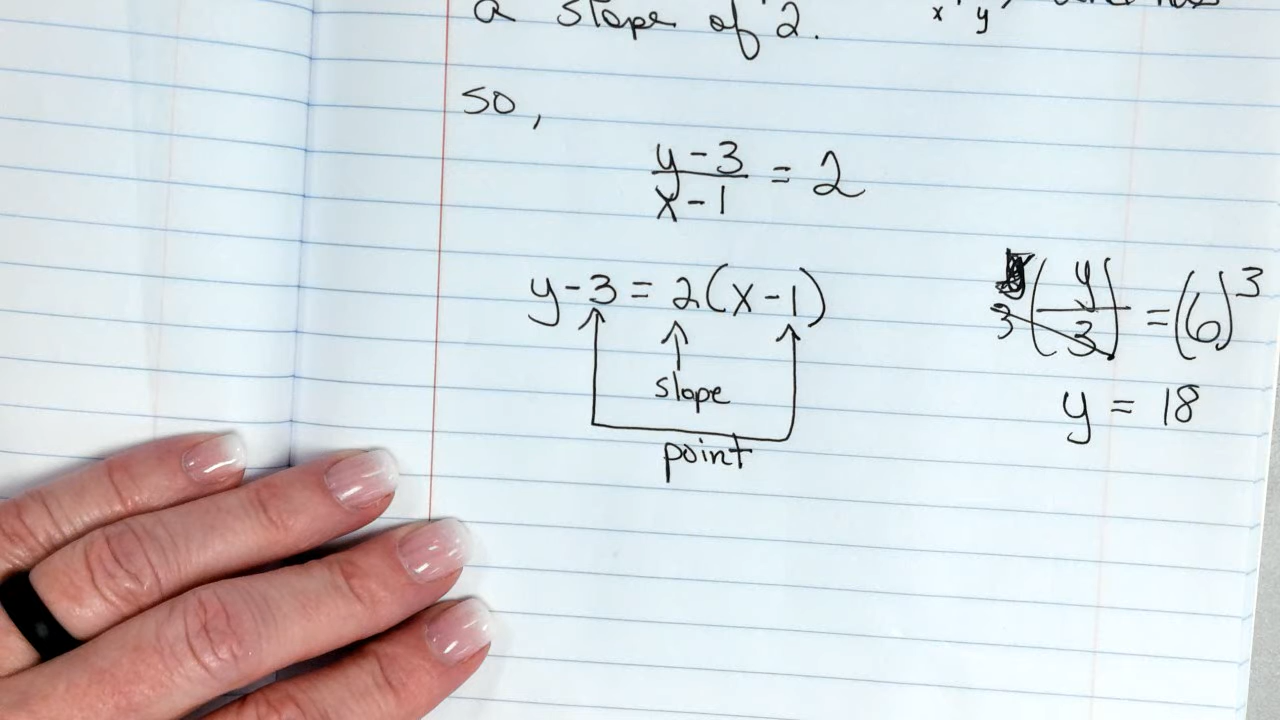 a slope of 2.
x y
so,
y-3
x-1 = 2
y-3 = 2(x-1)
slope
point
3(y/3) = (6)3
y = 18